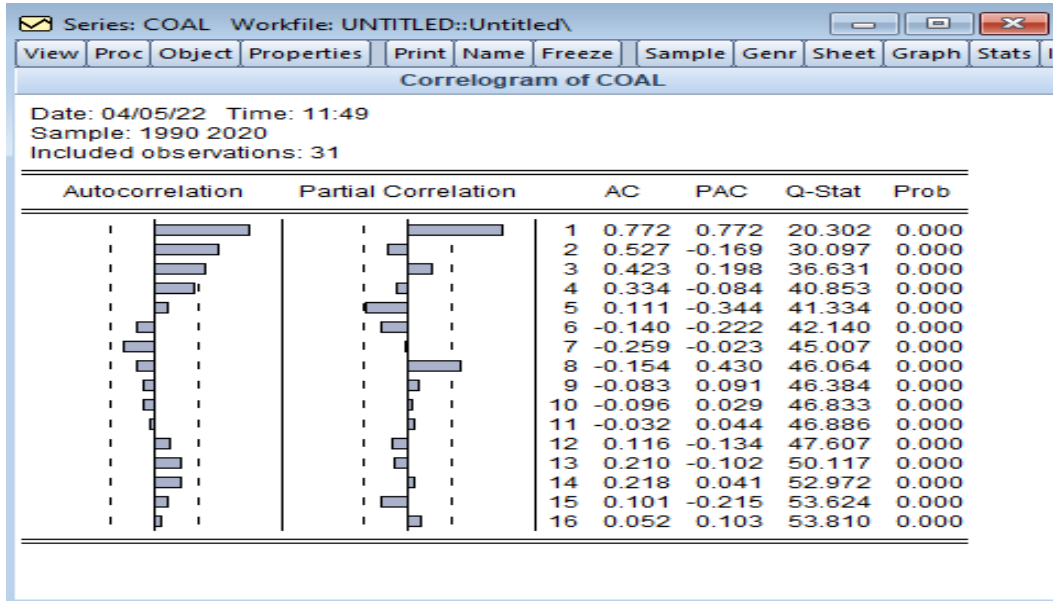 Series: COAL Workfile: UNTITLED::Untitled\
View Proc Object Properties Print Name Freeze Sample Genr Sheet Graph Stats
Correlogram of COAL
Date: 04/05/22 Time: 11:49
Sample: 1990 2020
Included observations: 31
Autocorrelation Partial Correlation AC PAC Q-Stat Prob
1 0.772 0.772 20.302 0.000
2 0.527 -0.169 30.097 0.000
3 0.423 0.198 36.631 0.000
4 0.334 -0.084 40.853 0.000
5 0.111 -0.344 41.334 0.000
6 -0.140 -0.222 42.140 0.000
7 -0.259 -0.023 45.007 0.000
8 -0.154 0.430 46.064 0.000
9 -0.083 0.091 46.384 0.000
10 -0.096 0.029 46.833 0.000
11 -0.032 0.044 46.886 0.000
12 0.116 -0.134 47.607 0.000
13 0.210 -0.102 50.117 0.000
14 0.218 0.041 52.972 0.000
15 0.101 -0.215 53.624 0.000
16 0.052 0.103 53.810 0.000